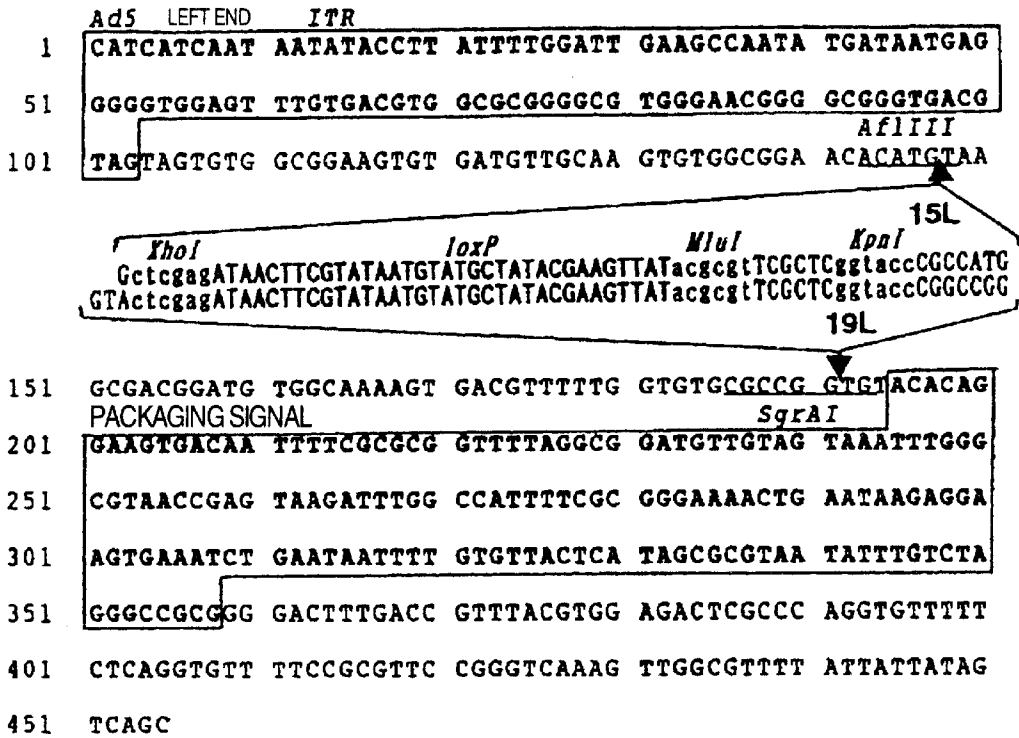 Ad5 LEFT END ITR
1 CATCATCAAT AATATACCTT ATTTTGGATT GAAGCCAATA TGATAATGAG
51 GGGGTGGAGT TTGTGACGTG GCGCGGGGCG TGGGAACGGG GCGGGTGACG
AflIII
101 TAGTAGTGTG GCGGAAGTGT GATGTTGCAA GTGTGGCGGA ACACATGTAA
15L
XhoI loxP MluI KpnI
GctcgagATAACTTCGTATAATGTATGCTATACGAAGTTATacgcgtTCGCTCggtaccCGCCATG
GTActcgagATAACTTCGTATAATGTATGCTATACGAAGTTATacgcgtTCGCTCggtaccCGGCCGG
19L
151 GCGACGGATG TGGCAAAAGT GACGTTTTTG GTGTGCGCCG GTGTACACAG
PACKAGING SIGNAL SgrAI
201 GAAGTGACAA TTTTCGCGCG GTTTTAGGCG GATGTTGTAG TAAATTTGGG
251 CGTAACCGAG TAAGATTTGG CCATTTTCGC GGGAAAACTG AATAAGAGGA
301 AGTGAAATCT GAATAATTTT GTGTTACTCA TAGCGCGTAA TATTTGTCTA
351 GGGCCGCGGG GACTTTGACC GTTTACGTGG AGACTCGCCC AGGTGTTTTT
401 CTCAGGTGTT TTCCGCGTTC CGGGTCAAAG TTGGCGTTTT ATTATTATAG
451 TCAGC